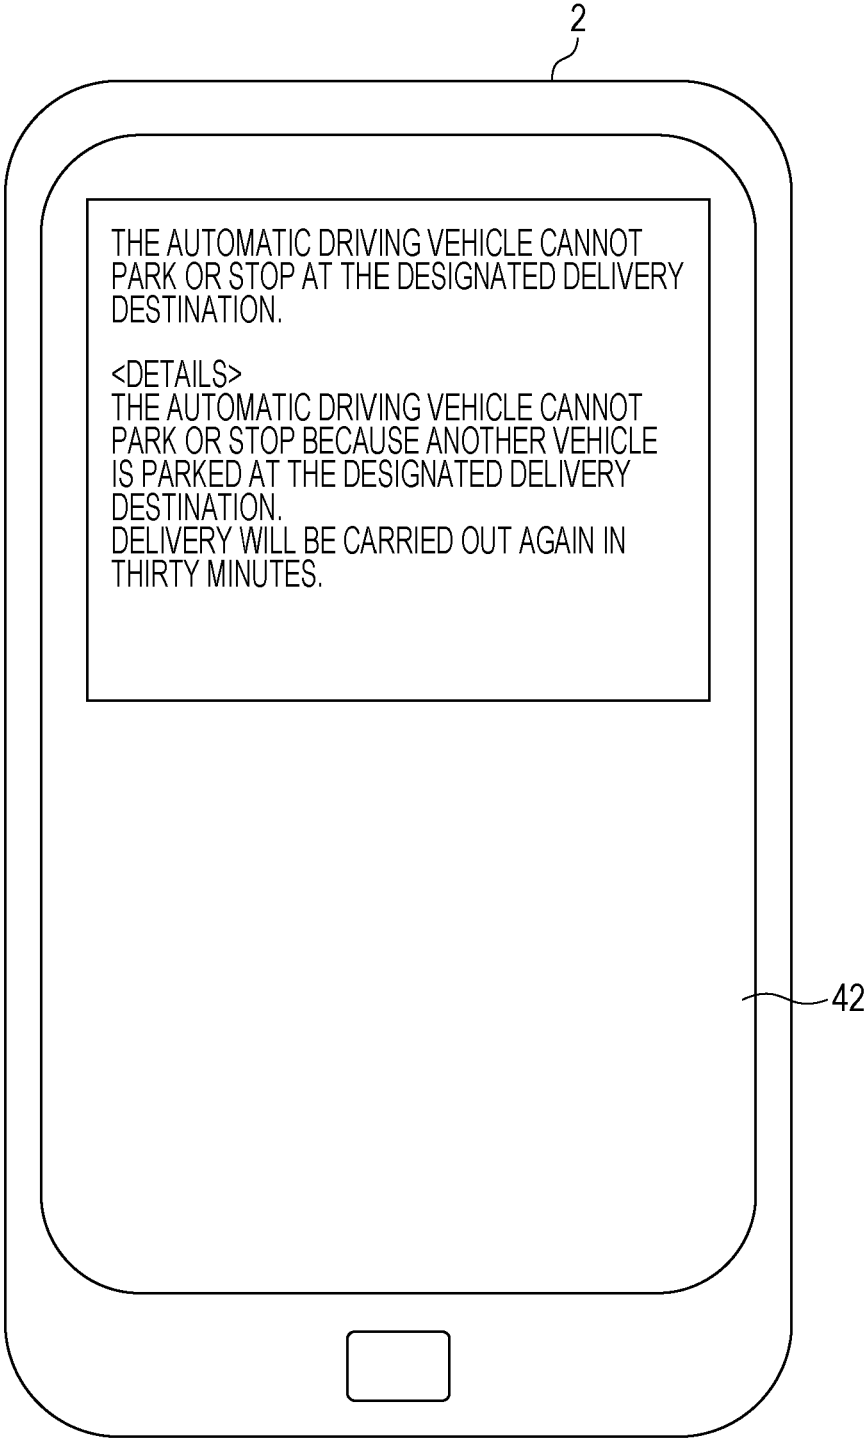 2
THE AUTOMATIC DRIVING VEHICLE CANNOT
PARK OR STOP AT THE DESIGNATED DELIVERY
DESTINATION.
<DETAILS>
THE AUTOMATIC DRIVING VEHICLE CANNOT
PARK OR STOP BECAUSE ANOTHER VEHICLE
IS PARKED AT THE DESIGNATED DELIVERY
DESTINATION.
DELIVERY WILL BE CARRIED OUT AGAIN IN
THIRTY MINUTES.
42